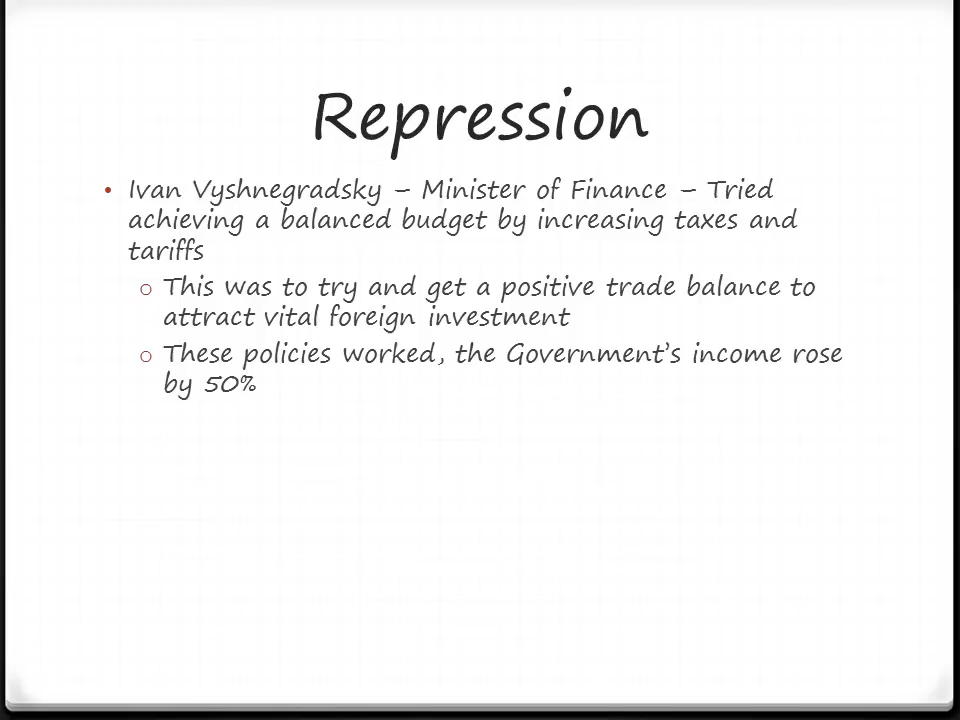 Repression
• Ivan Vyshnegradsky – Minister of Finance – Tried
achieving a balanced budget by increasing taxes and
tariffs
o This was to try and get a positive trade balance to
attract vital foreign investment
o These policies worked, the Government’s income rose
by 50%